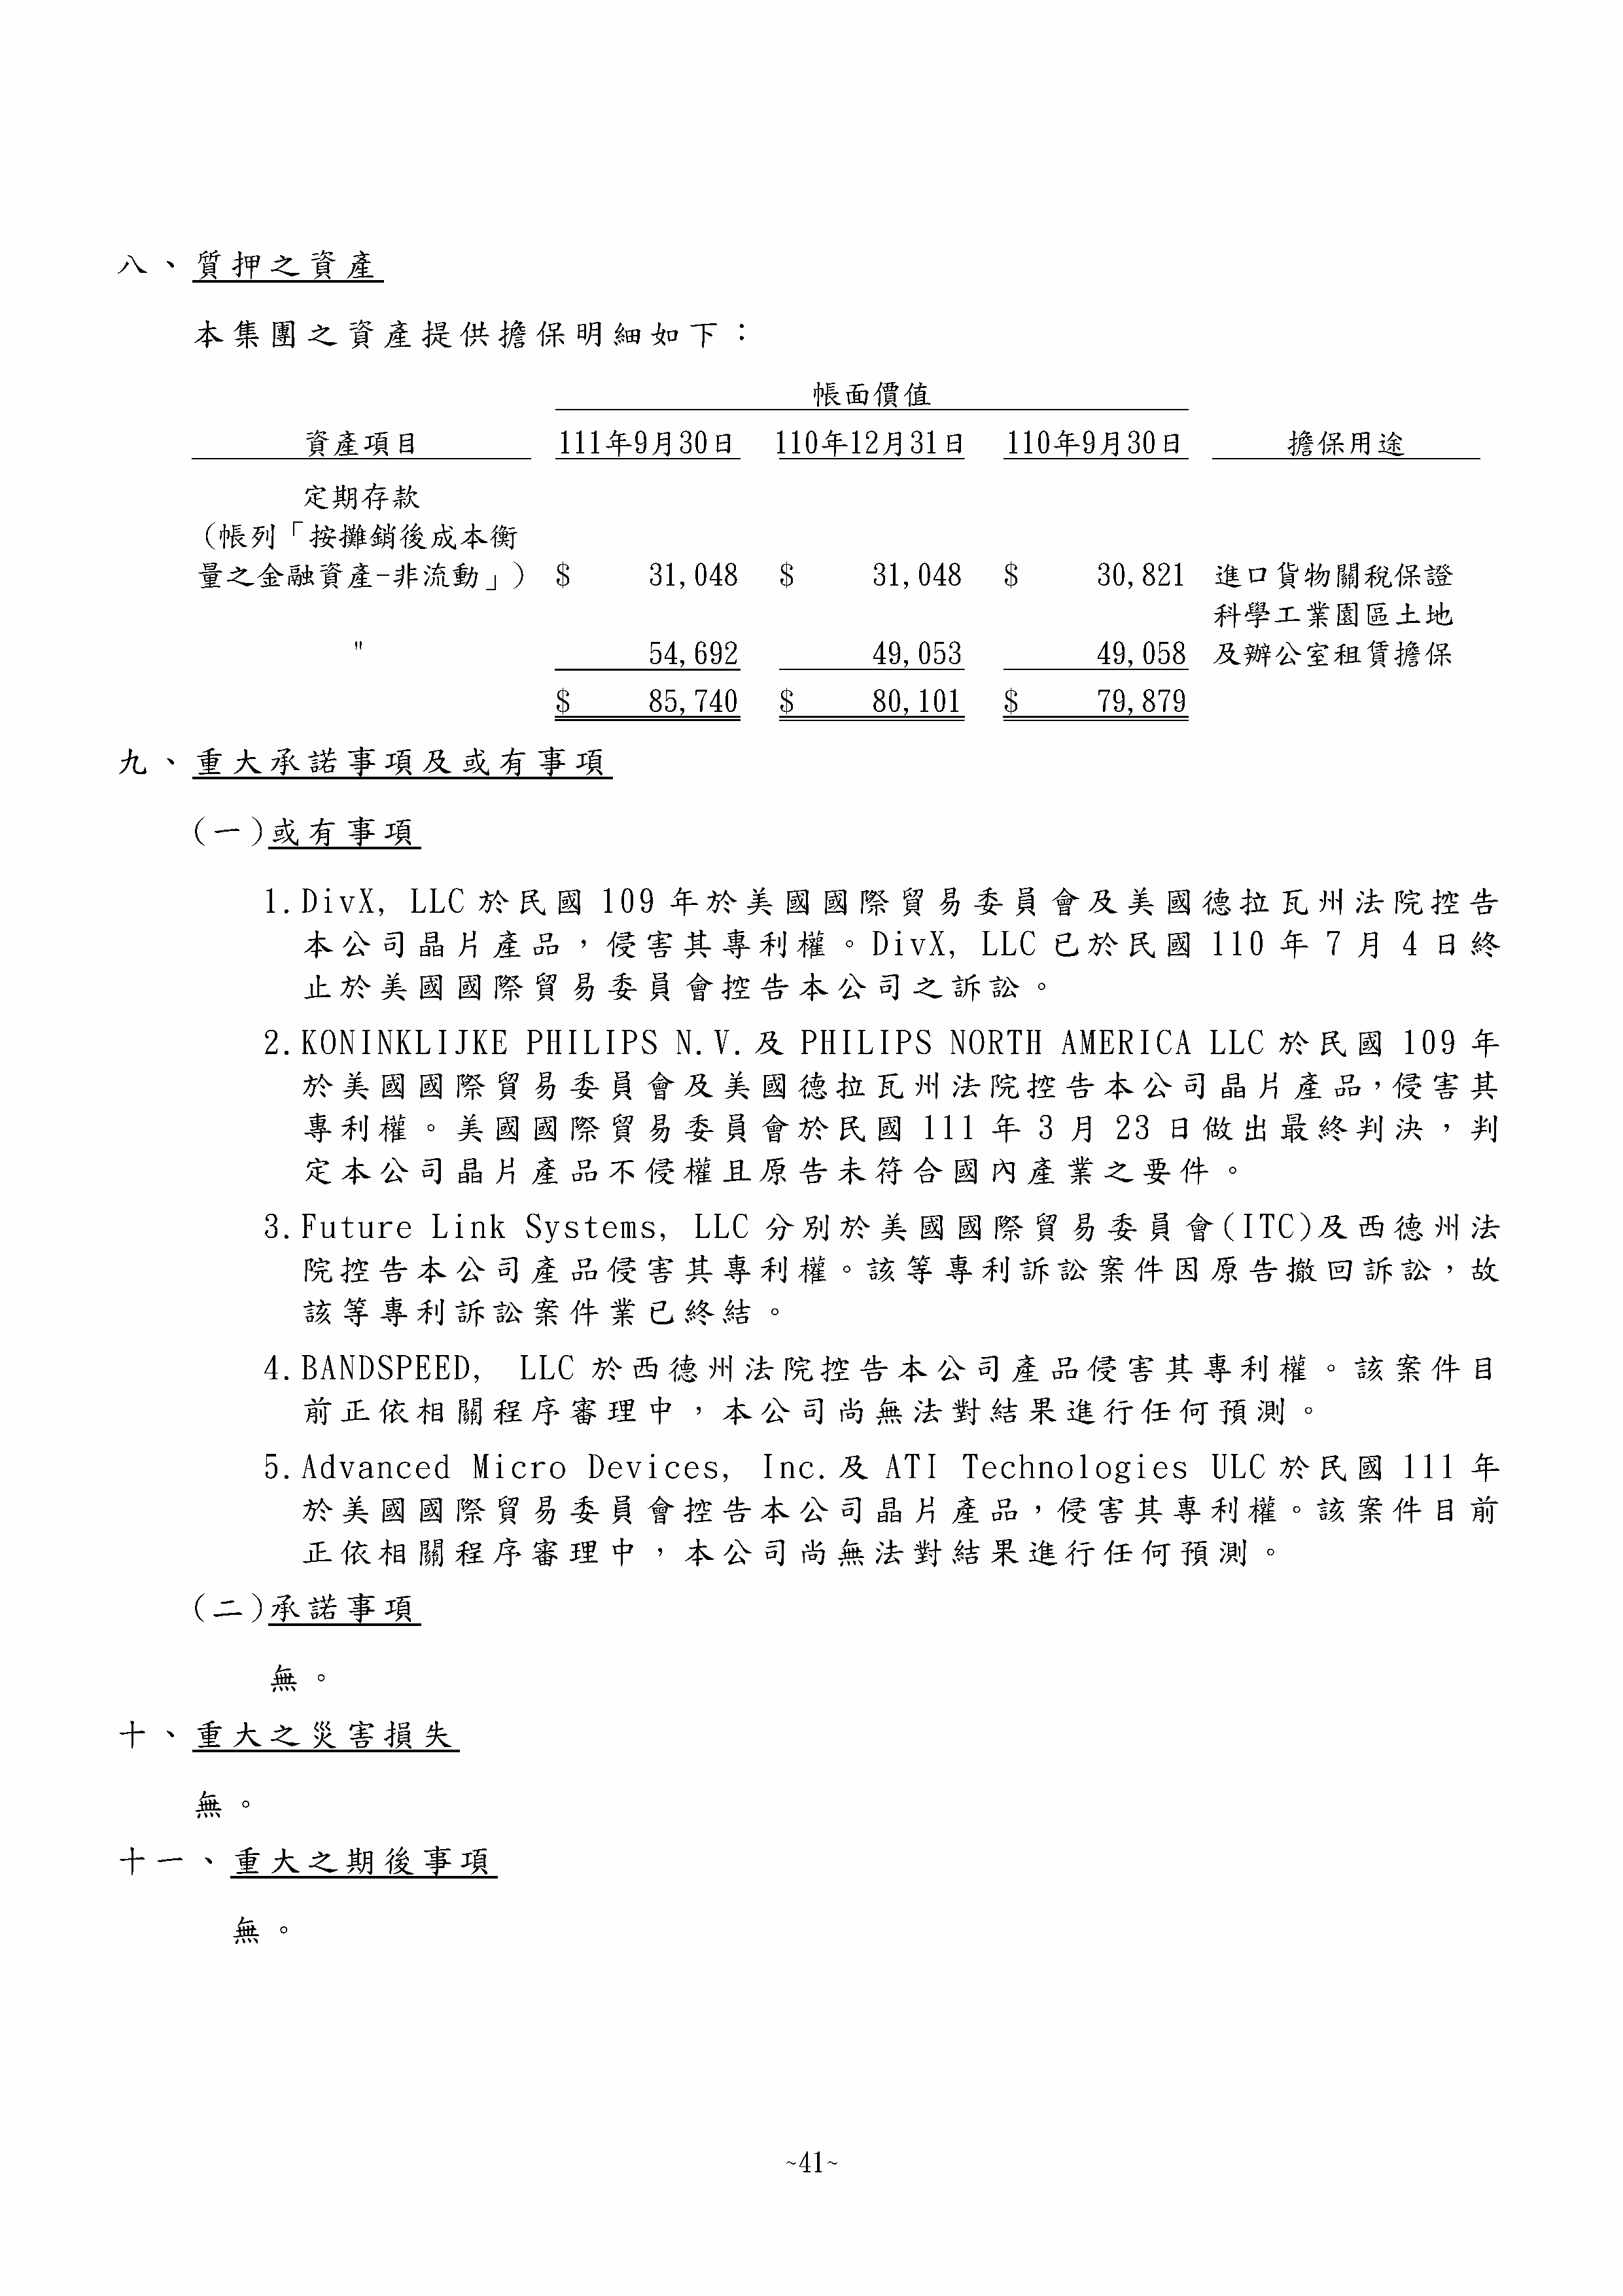 八、質押之資產
本集團之資產提供擔保明細如下：
帳面價值
資產項目 111年9月30日 110年12月31日 110年9月30日 擔保用途
定期存款
(帳列「按攤銷後成本衡
量之金融資產-非流動」) $ 31,048 $ 31,048 $ 30,821 進口貨物關稅保證
科學工業園區土地
" 54,692 49,053 49,058 及辦公室租賃擔保
$ 85,740 $ 80,101 $ 79,879
九、重大承諾事項及或有事項
(一)或有事項
1.DivX, LLC 於民國 109 年於美國國際貿易委員會及美國德拉瓦州法院控告
本公司晶片產品，侵害其專利權。DivX, LLC 已於民國 110 年 7 月 4 日終
止於美國國際貿易委員會控告本公司之訴訟。
2.KONINKLIJKE PHILIPS N.V.及 PHILIPS NORTH AMERICA LLC 於民國 109 年
於美國國際貿易委員會及美國德拉瓦州法院控告本公司晶片產品，侵害其
專利權。美國國際貿易委員會於民國 111 年 3 月 23 日做出最終判決，判
定本公司晶片產品不侵權且原告未符合國內產業之要件。
3.Future Link Systems, LLC 分別於美國國際貿易委員會(ITC)及西德州法
院控告本公司產品侵害其專利權。該等專利訴訟案件因原告撤回訴訟，故
該等專利訴訟案件業已終結。
4.BANDSPEED, LLC 於西德州法院控告本公司產品侵害其專利權。該案件目
前正依相關程序審理中，本公司尚無法對結果進行任何預測。
5.Advanced Micro Devices, Inc.及 ATI Technologies ULC 於民國 111 年
於美國國際貿易委員會控告本公司晶片產品，侵害其專利權。該案件目前
正依相關程序審理中，本公司尚無法對結果進行任何預測。
(二)承諾事項
無。
十、重大之災害損失
無。
十一、重大之期後事項
無。
~41~